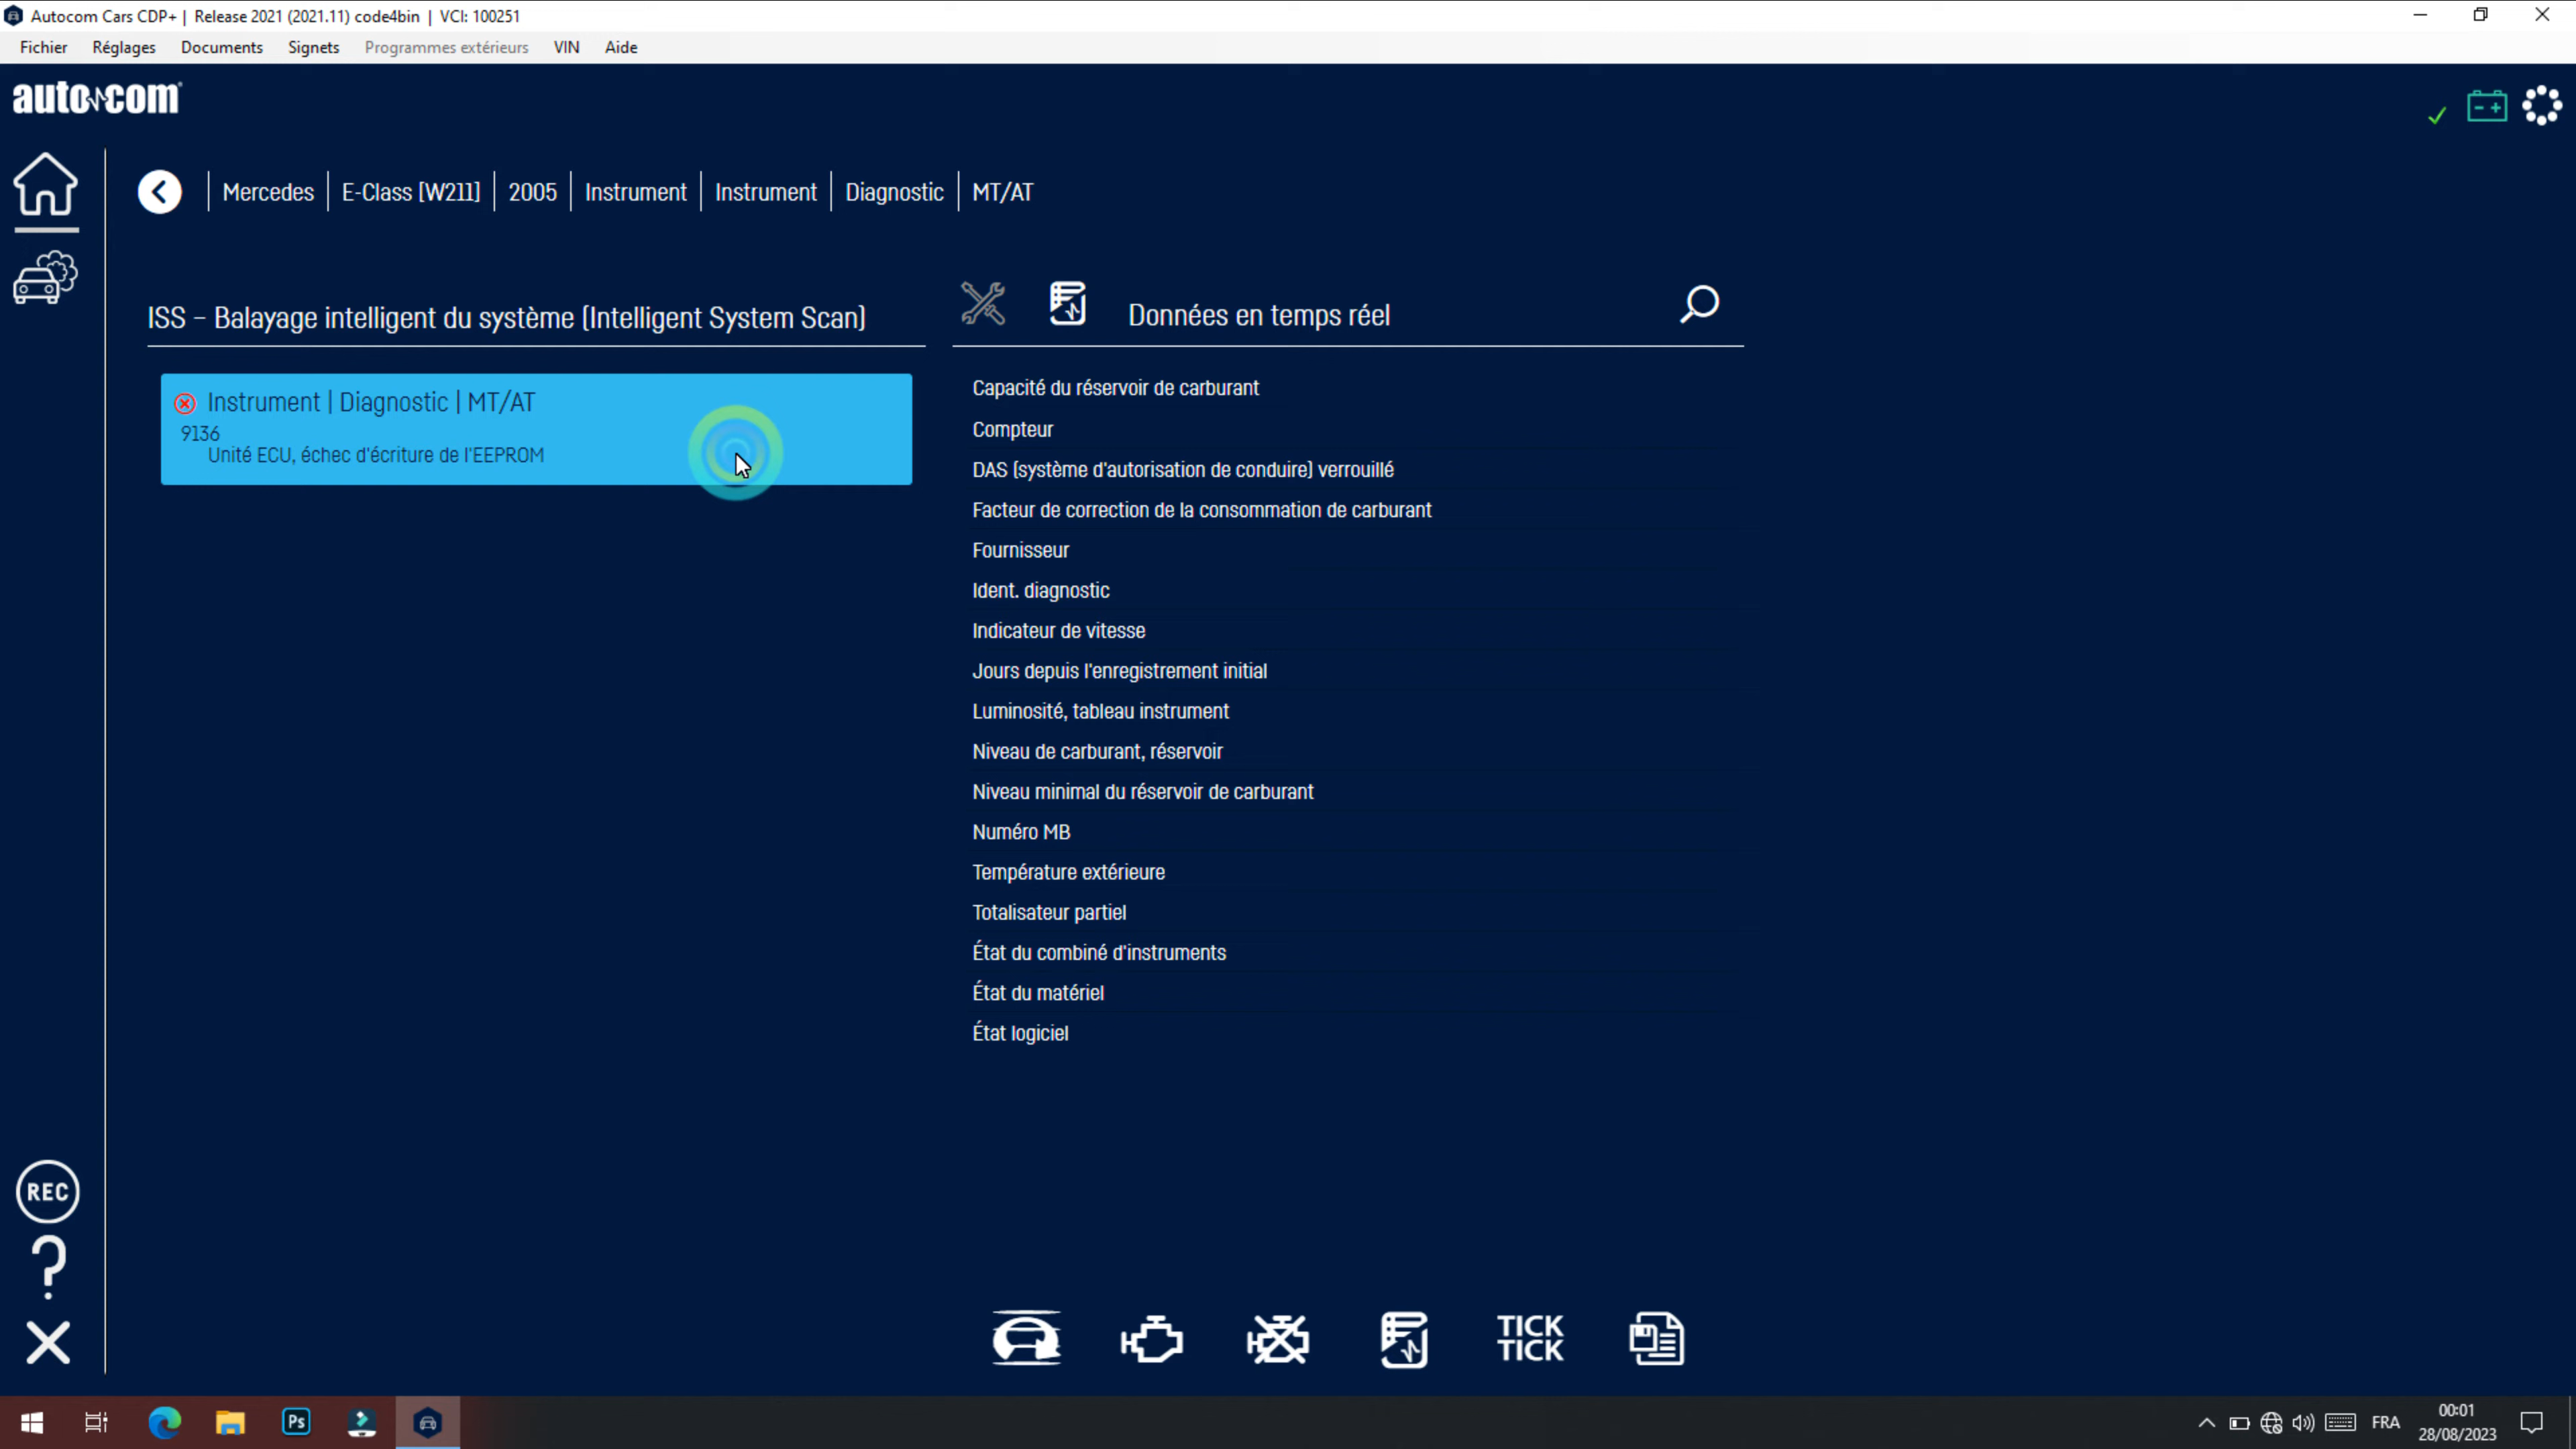 Autocom Cars CDP+ | Release 2021 (2021.11) code4bin | VCI: 100251
Fichier Réglages Documents Signets Programmes extérieurs VIN Aide
auto com
Mercedes | E-Class [W211] | 2005 | Instrument | Instrument | Diagnostic | MT/AT
ISS – Balayage intelligent du système [Intelligent System Scan]
Données en temps réel
Instrument | Diagnostic | MT/AT
9136
Unité ECU, échec d'écriture de l'EEPROM
Capacité du réservoir de carburant
Compteur
DAS [système d'autorisation de conduire] verrouillé
Facteur de correction de la consommation de carburant
Fournisseur
Ident. diagnostic
Indicateur de vitesse
Jours depuis l'enregistrement initial
Luminosité, tableau instrument
Niveau de carburant, réservoir
Niveau minimal du réservoir de carburant
Numéro MB
Température extérieure
Totalisateur partiel
État du combiné d'instruments
État du matériel
État logiciel
REC
TICK
TICK
Ps
FRA
00:01
28/08/2023